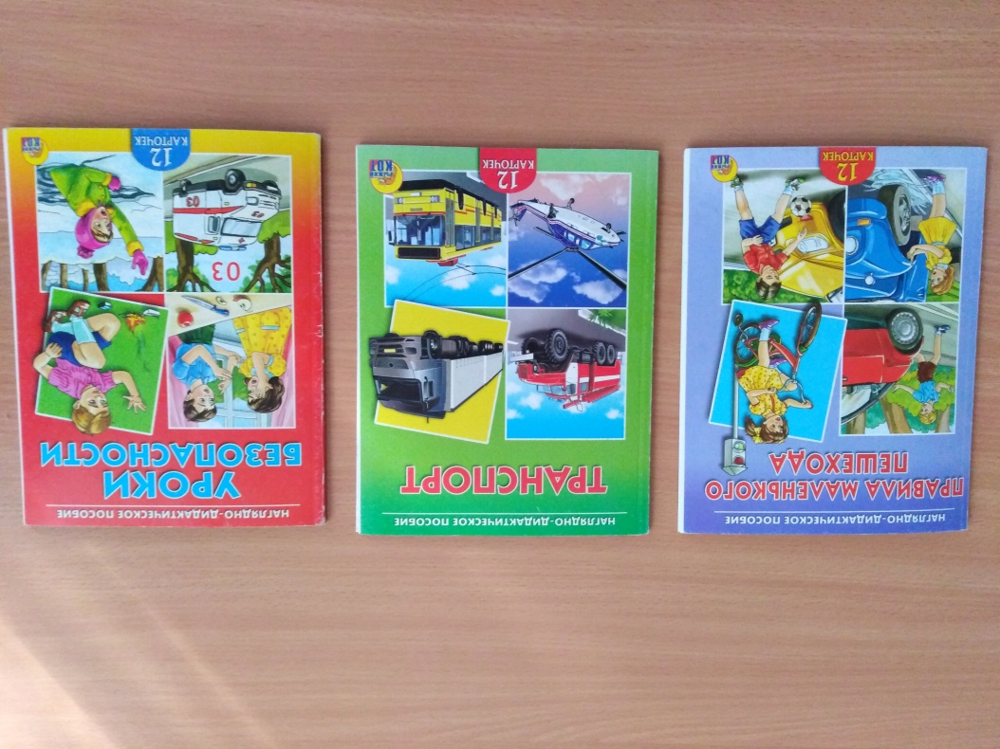 НАГЛЯДНО-ДИДАКТИЧЕСКОЕ ПОСОБИЕ
ПРАВИЛА МАЛЕНЬКОГО
ПЕШЕХОДА
12
КАРТОЧЕК
НАГЛЯДНО-ДИДАКТИЧЕСКОЕ ПОСОБИЕ
ТРАНСПОРТ
12
КАРТОЧЕК
НАГЛЯДНО-ДИДАКТИЧЕСКОЕ ПОСОБИЕ
УРОКИ
БЕЗОПАСНОСТИ
03
03
12
КАРТОЧЕК